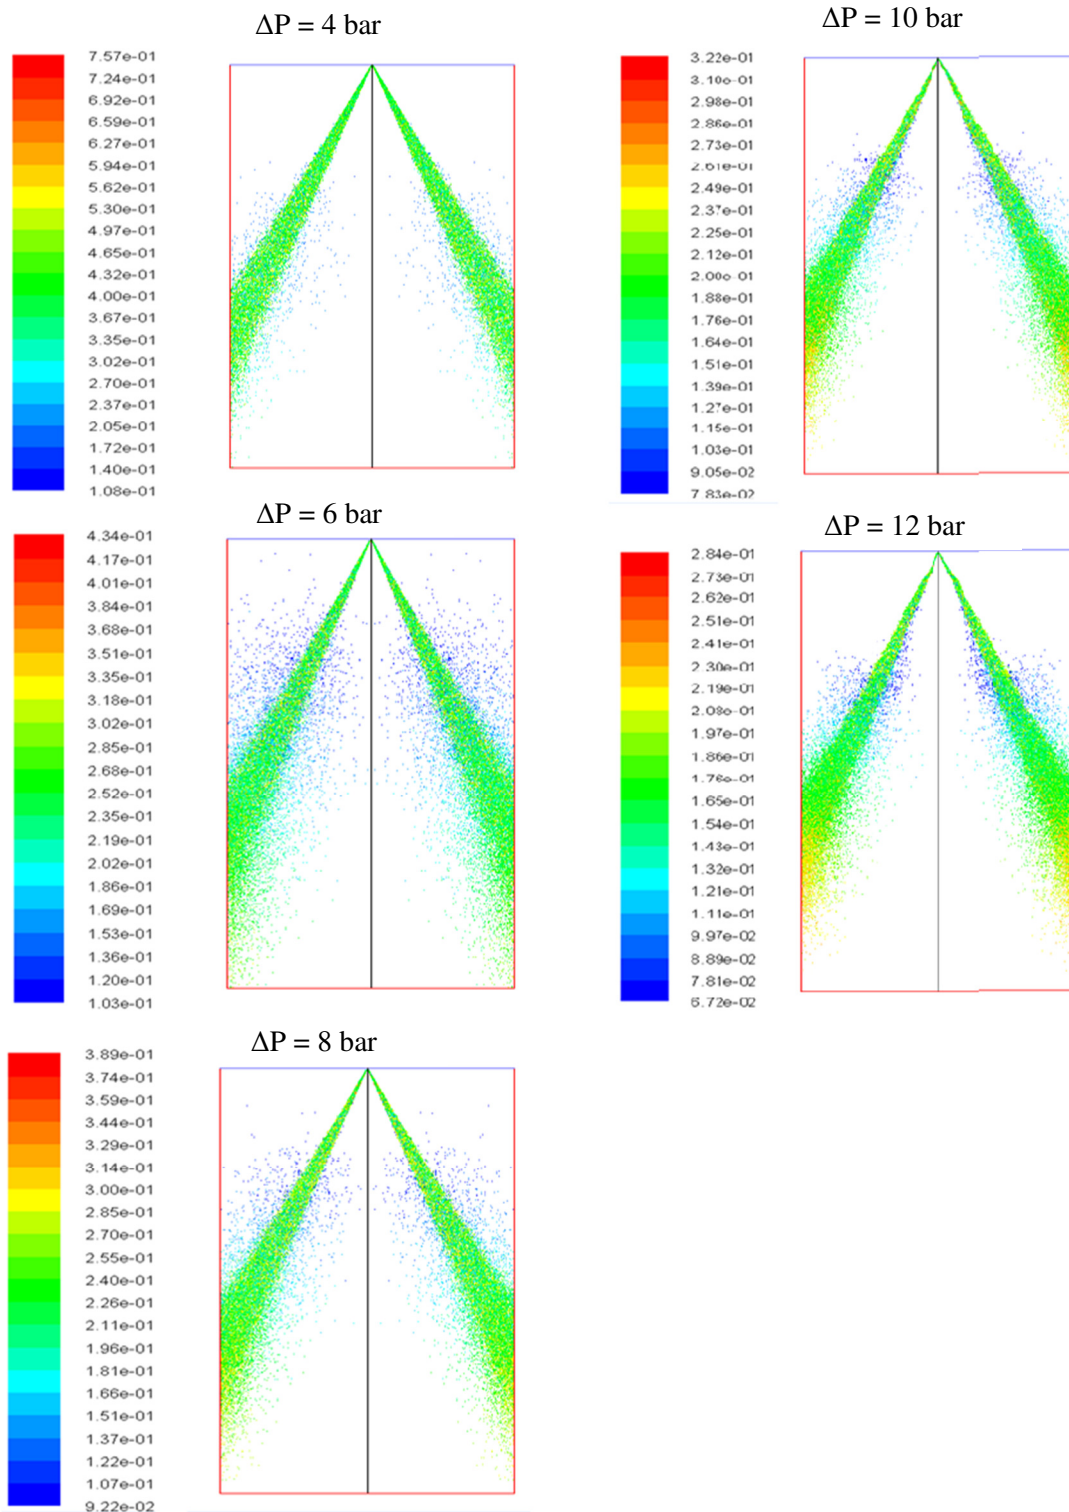 ΔP = 4 bar
7.57e-01
7.24e-01
6.92e-01
6.59e-01
6.27e-01
5.94e-01
5.62e-01
5.30e-01
4.97e-01
4.65e-01
4.32e-01
4.00e-01
3.67e-01
3.35e-01
3.02e-01
2.70e-01
2.37e-01
2.05e-01
1.72e-01
1.40e-01
1.08e-01
ΔP = 10 bar
3.22e-01
3.10e-01
2.98e-01
2.86e-01
2.73e-01
2.61e-01
2.49e-01
2.37e-01
2.25e-01
2.12e-01
2.00e-01
1.88e-01
1.76e-01
1.64e-01
1.51e-01
1.39e-01
1.27e-01
1.15e-01
1.03e-01
9.05e-02
7.83e-02
ΔP = 6 bar
4.34e-01
4.17e-01
4.01e-01
3.84e-01
3.68e-01
3.51e-01
3.35e-01
3.18e-01
3.02e-01
2.85e-01
2.68e-01
2.52e-01
2.35e-01
2.19e-01
2.02e-01
1.86e-01
1.69e-01
1.53e-01
1.36e-01
1.20e-01
1.03e-01
ΔP = 12 bar
2.84e-01
2.73e-01
2.62e-01
2.51e-01
2.41e-01
2.30e-01
2.19e-01
2.08e-01
1.97e-01
1.86e-01
1.76e-01
1.65e-01
1.54e-01
1.43e-01
1.32e-01
1.21e-01
1.11e-01
9.97e-02
8.89e-02
7.81e-02
6.72e-02
ΔP = 8 bar
3.89e-01
3.74e-01
3.59e-01
3.44e-01
3.29e-01
3.14e-01
3.00e-01
2.85e-01
2.70e-01
2.55e-01
2.40e-01
2.26e-01
2.11e-01
1.96e-01
1.81e-01
1.66e-01
1.51e-01
1.37e-01
1.22e-01
1.07e-01
9.22e-02